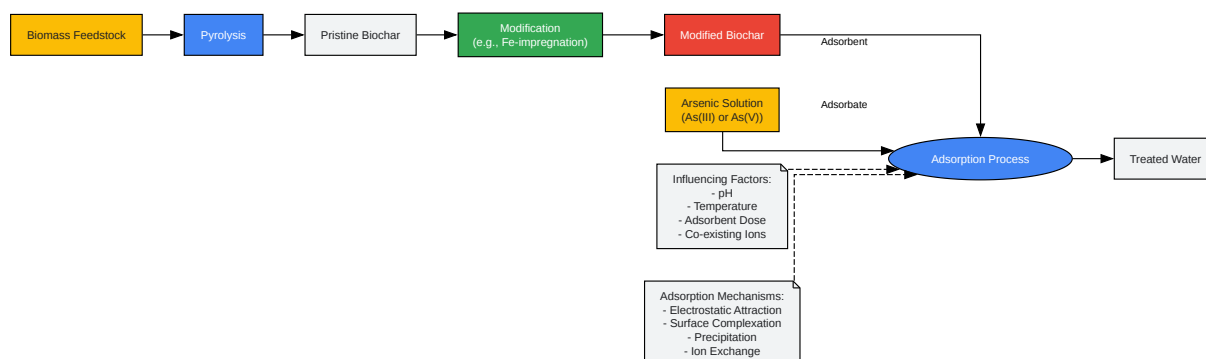 Biomass Feedstock
Pyrolysis
Pristine Biochar
Modification
(e.g., Fe-impregnation)
Modified Biochar
Adsorbent
Arsenic Solution
(As(III) or As(V))
Adsorbate
Adsorption Process
Treated Water
Influencing Factors:
- pH
- Temperature
- Adsorbent Dose
- Co-existing Ions
Adsorption Mechanisms:
- Electrostatic Attraction
- Surface Complexation
- Precipitation
- Ion Exchange